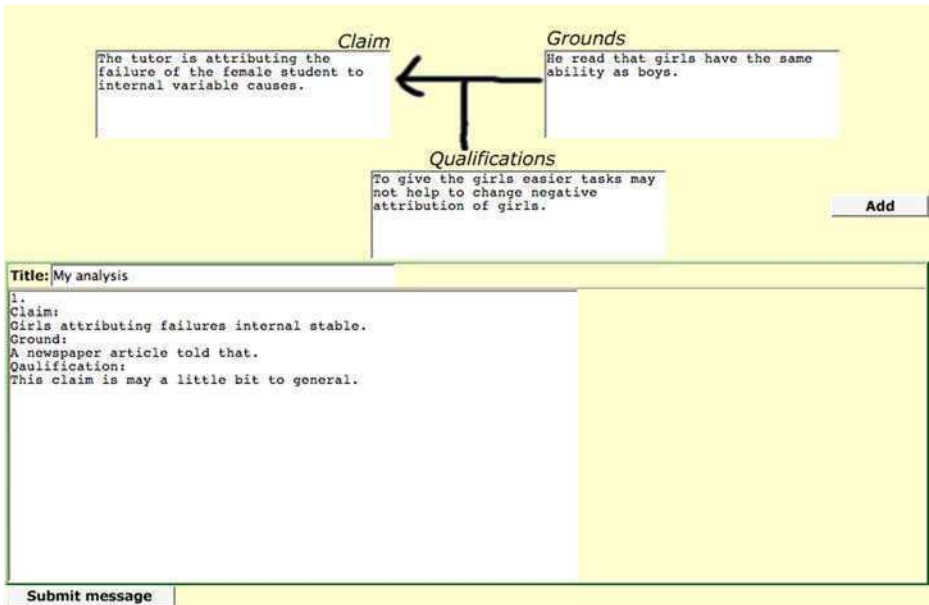 Claim
The tutor is attributing the
failure of the female student to
internal variable causes.
Grounds
He read that girls have the same
ability as boys.
Qualifications
To give the girls easier tasks may
not help to change negative
attribution of girls.
Add
Title: My analysis
1.
Claim:
Girls attributing failures internal stable.
Ground:
A newspaper article told that.
Qaulification:
This claim is may a little bit to general.
Submit message